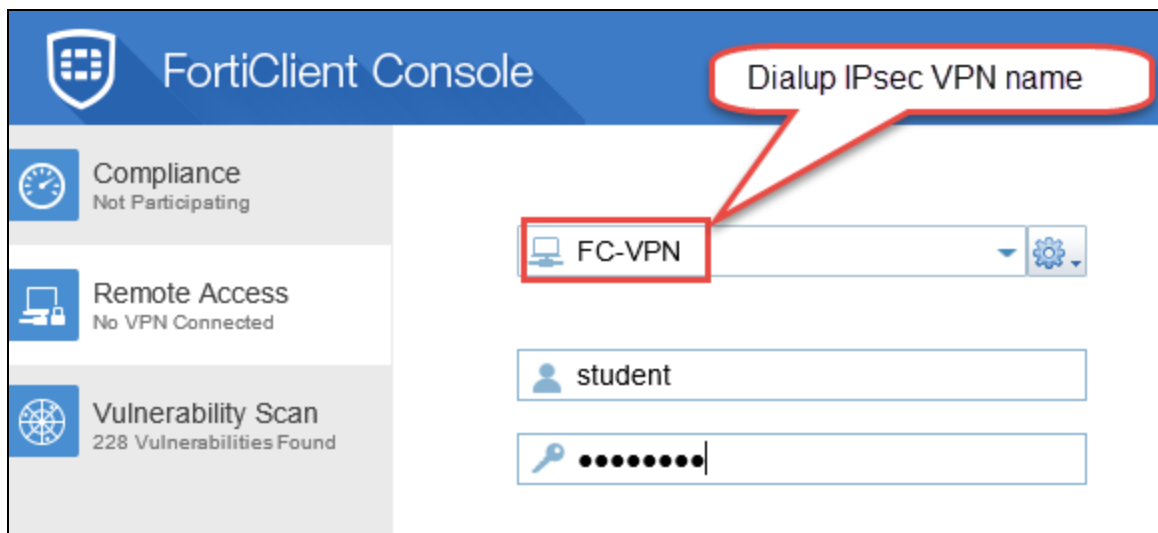 FortiClient Console
Dialup IPsec VPN name
Compliance
Not Participating
FC-VPN
Remote Access
No VPN Connected
student
Vulnerability Scan
228 Vulnerabilities Found
●●●●●●●●